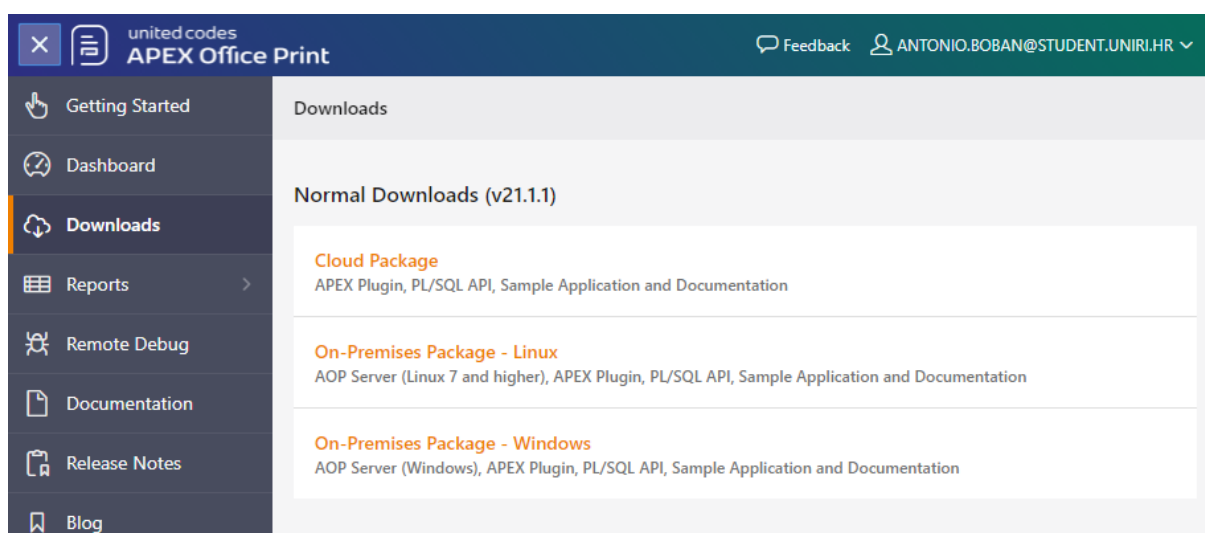 united codes
APEX Office Print
Feedback
ANTONIO.BOBAN@STUDENT.UNIRI.HR
Getting Started
Dashboard
Downloads
Reports
Remote Debug
Documentation
Release Notes
Blog
Downloads
Normal Downloads (v21.1.1)
Cloud Package
APEX Plugin, PL/SQL API, Sample Application and Documentation
On-Premises Package - Linux
AOP Server (Linux 7 and higher), APEX Plugin, PL/SQL API, Sample Application and Documentation
On-Premises Package - Windows
AOP Server (Windows), APEX Plugin, PL/SQL API, Sample Application and Documentation